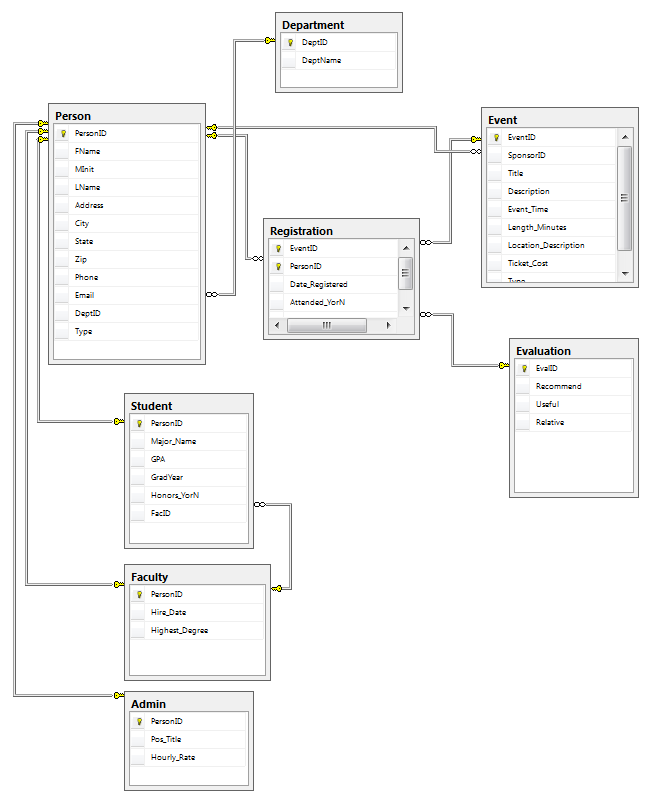 Department
DeptID
DeptName
Person
PersonID
FName
MInit
LName
Address
City
State
Zip
Phone
Email
DeptID
Type
Event
EventID
SponsorID
Title
Description
Event_Time
Length_Minutes
Location_Description
Ticket_Cost
Type
Registration
EventID
PersonID
Date_Registered
Attended_YorN
Evaluation
EvalID
Recommend
Useful
Relative
Student
PersonID
Major_Name
GPA
GradYear
Honors_YorN
FacID
Faculty
PersonID
Hire_Date
Highest_Degree
Admin
PersonID
Pos_Title
Hourly_Rate